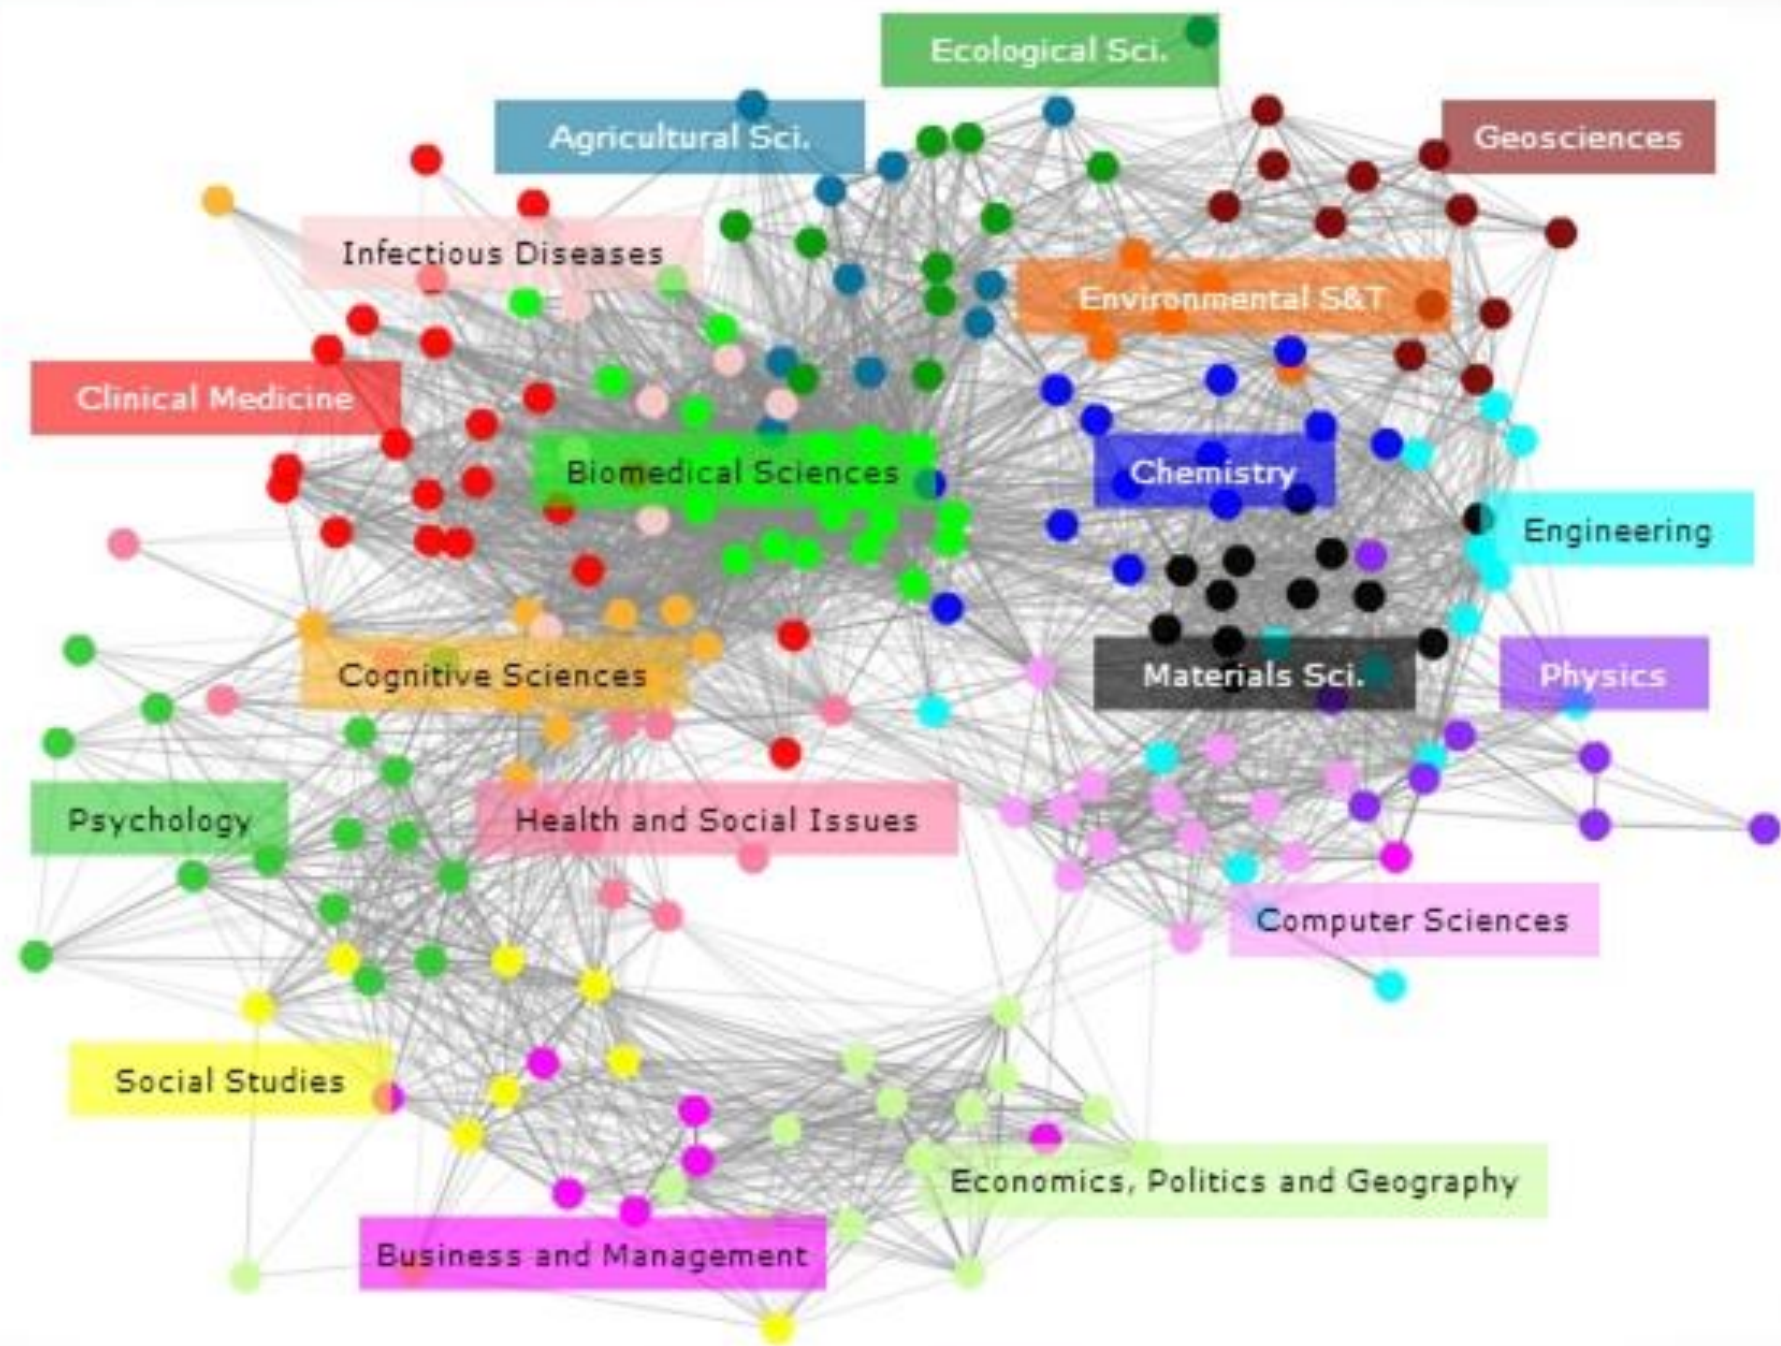 Ecological Sci.
Agricultural Sci.
Geosciences
Infectious Diseases
Environmental S&T
Clinical Medicine
Biomedical Sciences
Chemistry
Engineering
Cognitive Sciences
Materials Sci.
Physics
Psychology
Health and Social Issues
Computer Sciences
Social Studies
Economics, Politics and Geography
Business and Management